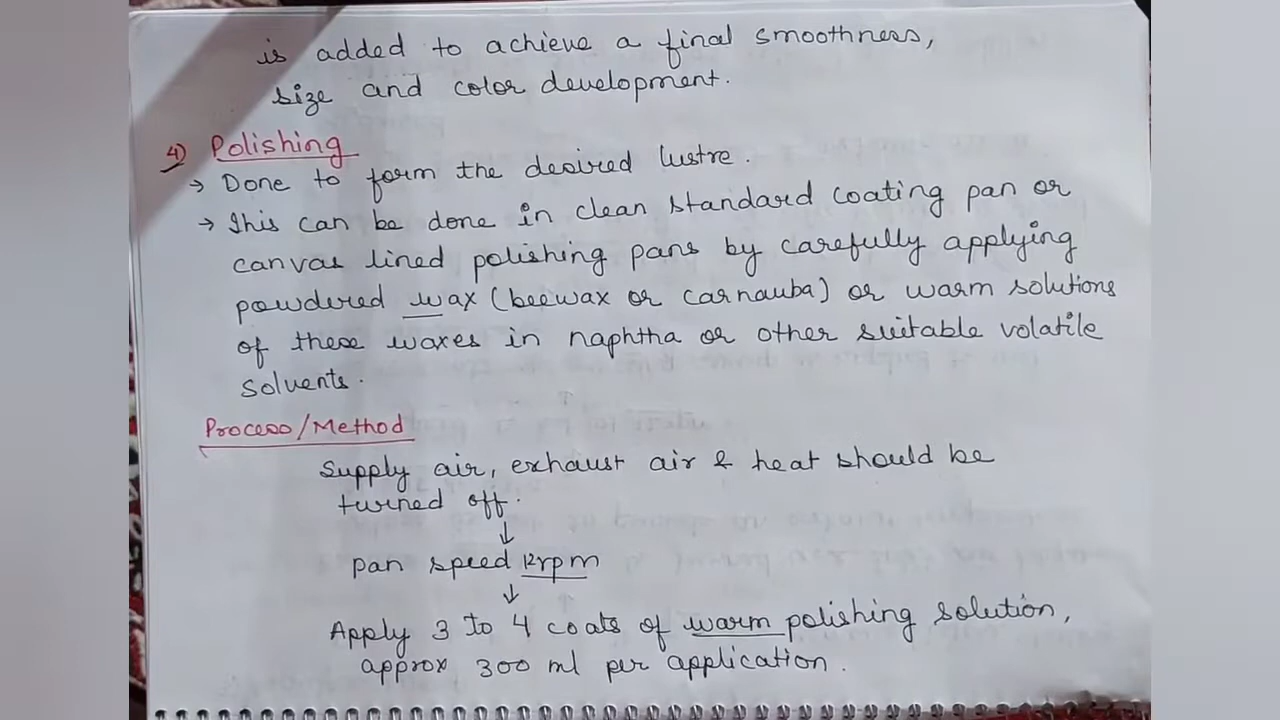 is added to achieve a final smoothness,
size and color development.
4) Polishing
→ Done to form the desired lustre.
→ This can be done in clean standard coating pan or
canvas lined polishing pans by carefully applying
powdered wax (beewax or carnauba) or warm solutions
of these waxes in naphtha or other suitable volatile
solvents.
Process/Method
Supply air, exhaust air & heat should be
turned off.
↓
pan speed 12rpm
↓
Apply 3 to 4 coats of warm polishing solution,
approx 300 ml per application.